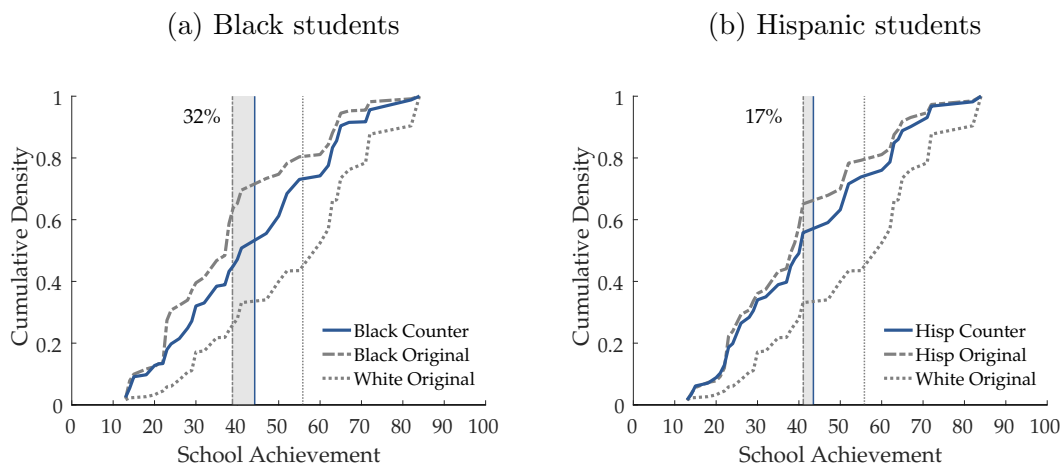 (a) Black students
Cumulative Density
1
0.8
0.6
0.4
0.2
0
32%
Black Counter
Black Original
White Original
0 10 20 30 40 50 60 70 80 90 100
School Achievement
(b) Hispanic students
Cumulative Density
1
0.8
0.6
0.4
0.2
0
17%
Hisp Counter
Hisp Original
White Original
0 10 20 30 40 50 60 70 80 90 100
School Achievement